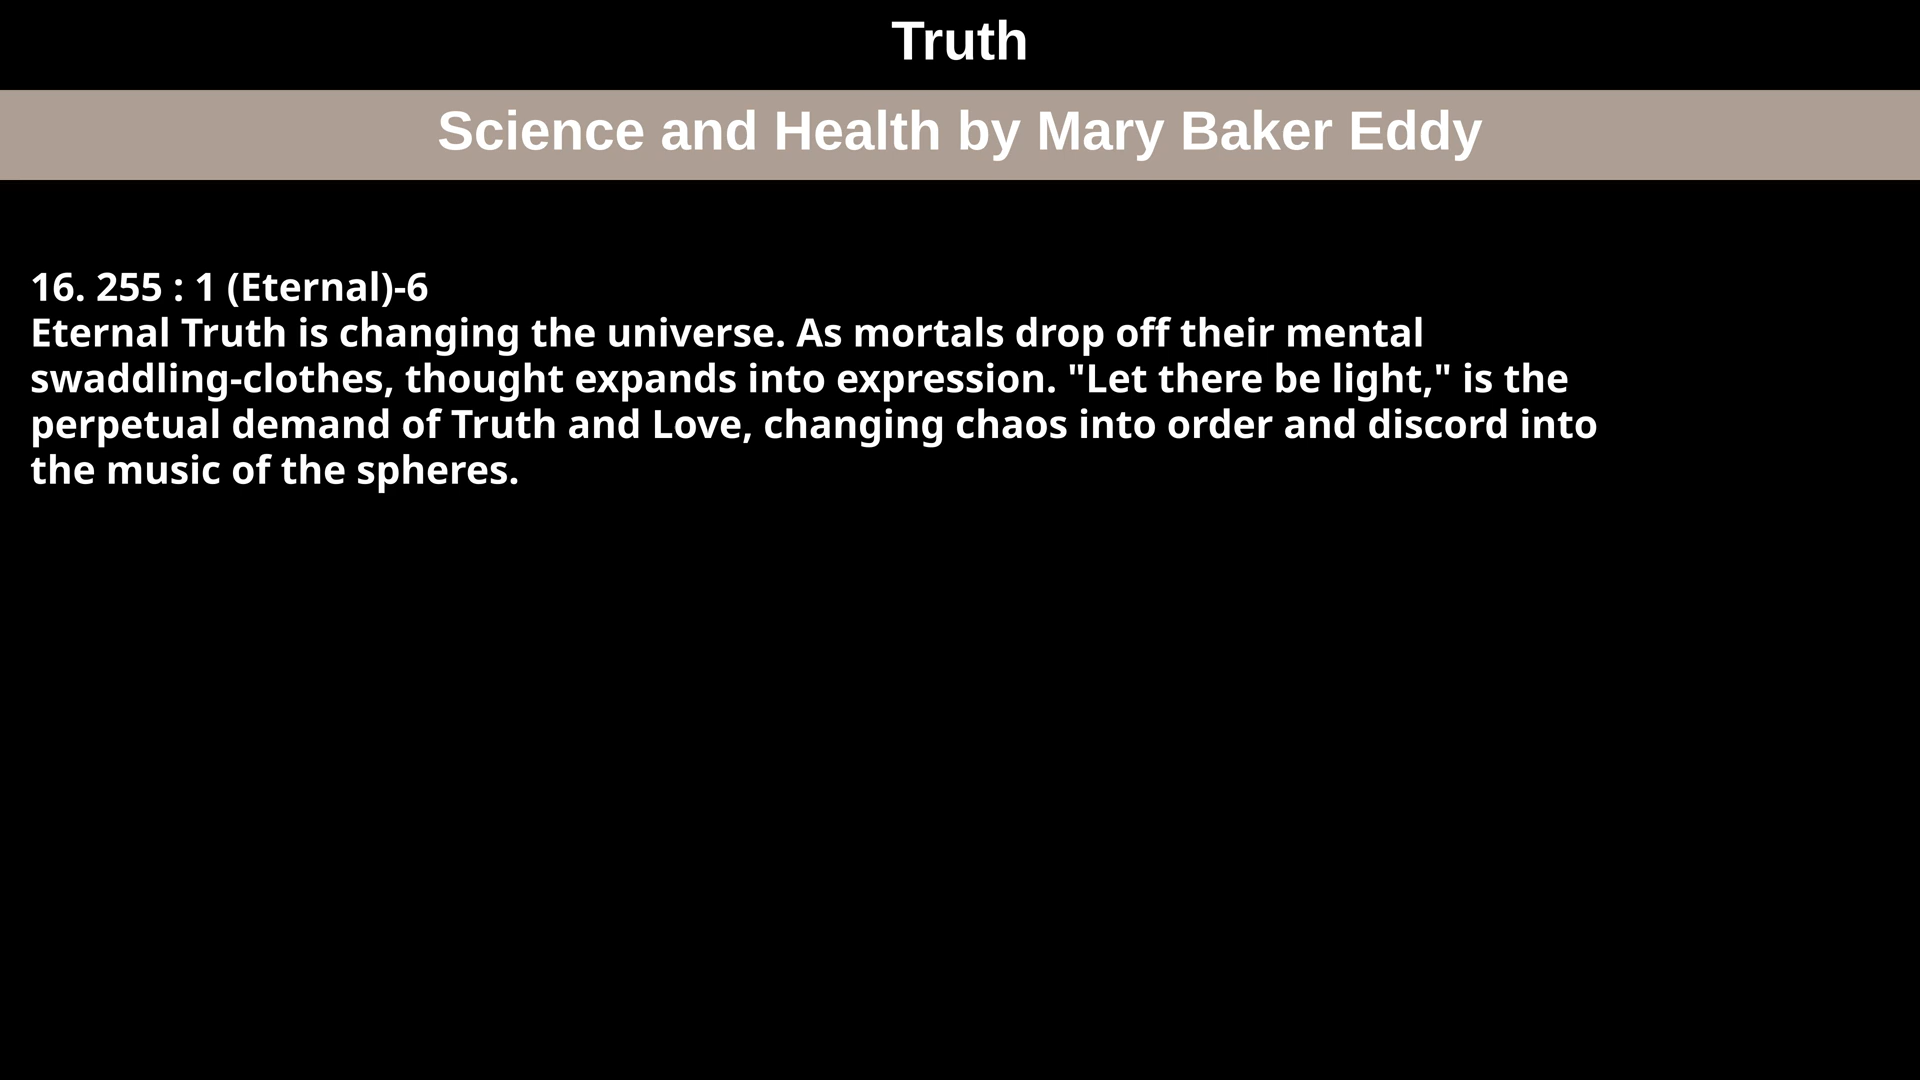 Truth
Science and Health by Mary Baker Eddy
16. 255 : 1 (Eternal)-6
Eternal Truth is changing the universe. As mortals drop off their mental
swaddling-clothes, thought expands into expression. "Let there be light," is the
perpetual demand of Truth and Love, changing chaos into order and discord into
the music of the spheres.